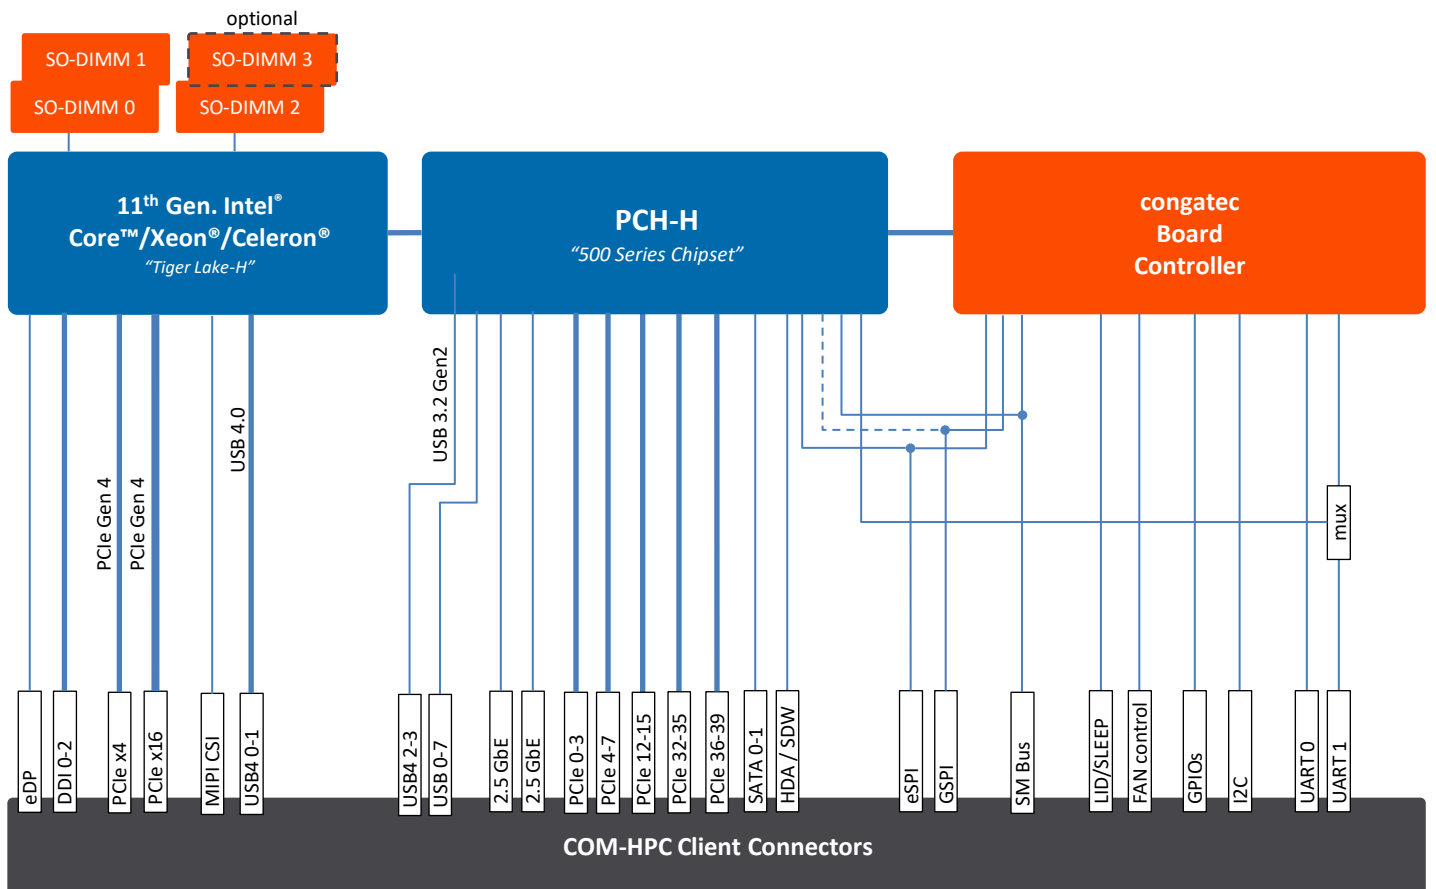 optional
SO-DIMM 1
SO-DIMM 3
SO-DIMM 0
SO-DIMM 2
11th Gen. Intel®
Core™/Xeon®/Celeron®
“Tiger Lake-H”
PCH-H
“500 Series Chipset”
congatec
Board
Controller
PCIe Gen 4
PCIe Gen 4
USB 4.0
USB 3.2 Gen2
mux
eDP
DDI 0-2
PCIe x4
PCIe x16
MIPI CSI
USB4 0-1
USB4 2-3
USB 0-7
2.5 GbE
2.5 GbE
PCIe 0-3
PCIe 4-7
PCIe 12-15
PCIe 32-35
PCIe 36-39
SATA 0-1
HDA / SDW
eSPI
GSPI
SM Bus
LID/SLEEP
FAN control
GPIOs
I2C
UART 0
UART 1
COM-HPC Client Connectors